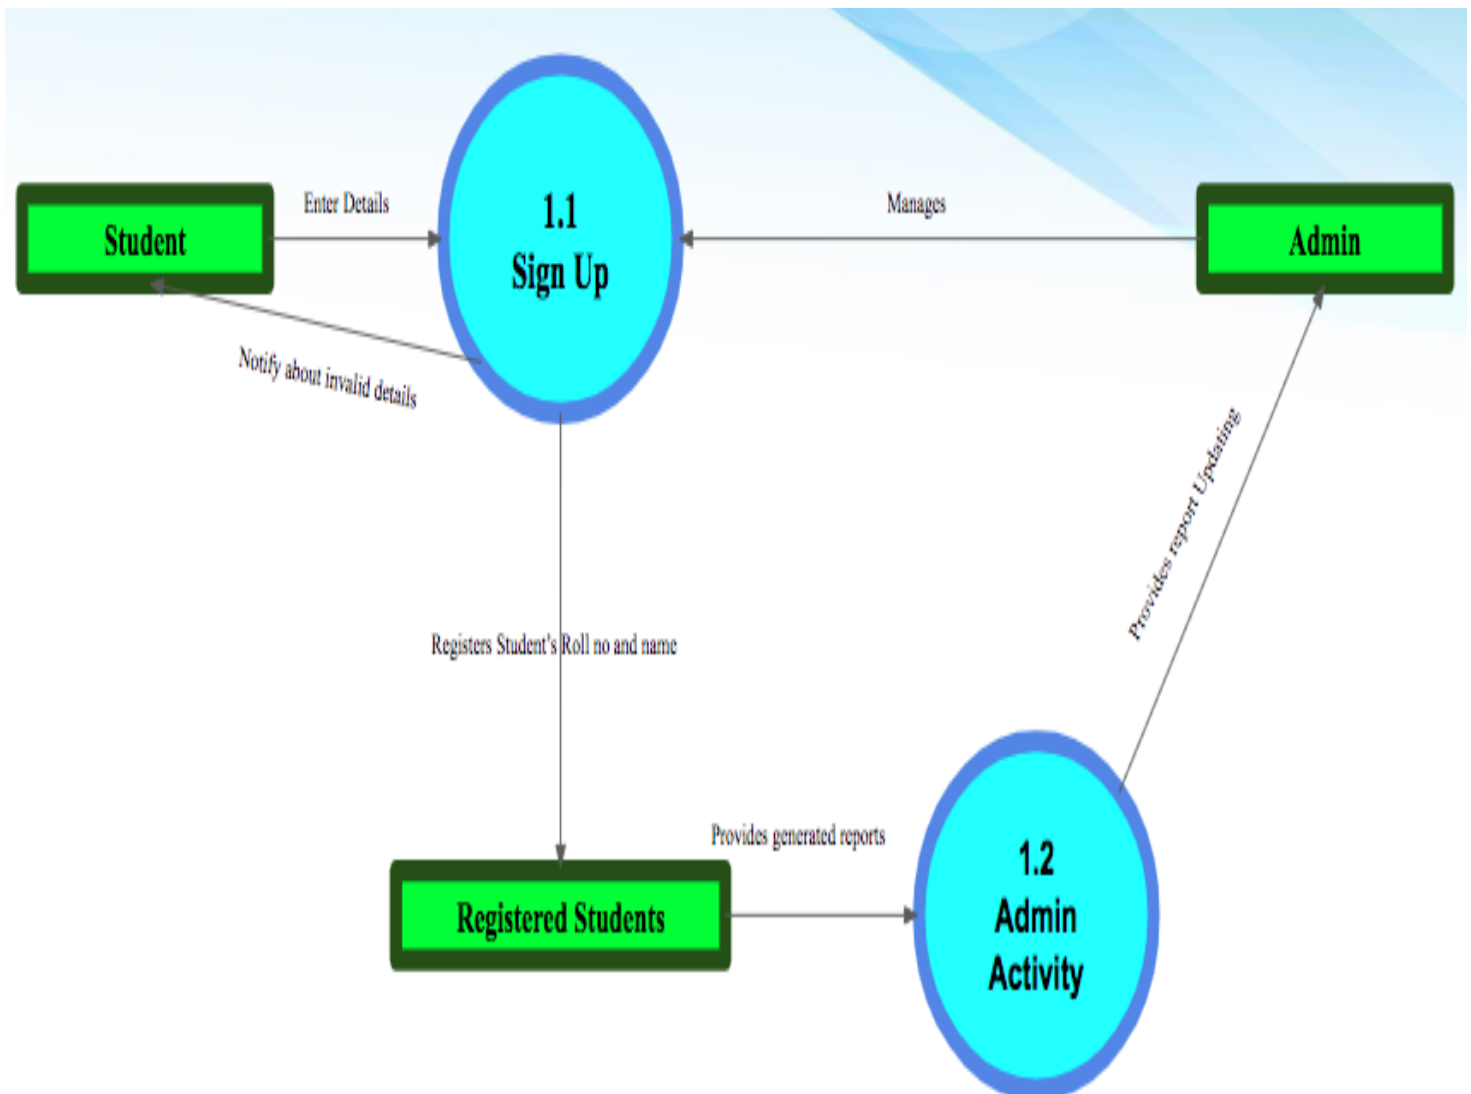 Student
Enter Details
1.1
Sign Up
Manages
Admin
Notify about invalid details
Provides report Updating
Registers Student's Roll no and name
Registered Students
Provides generated reports
1.2
Admin
Activity